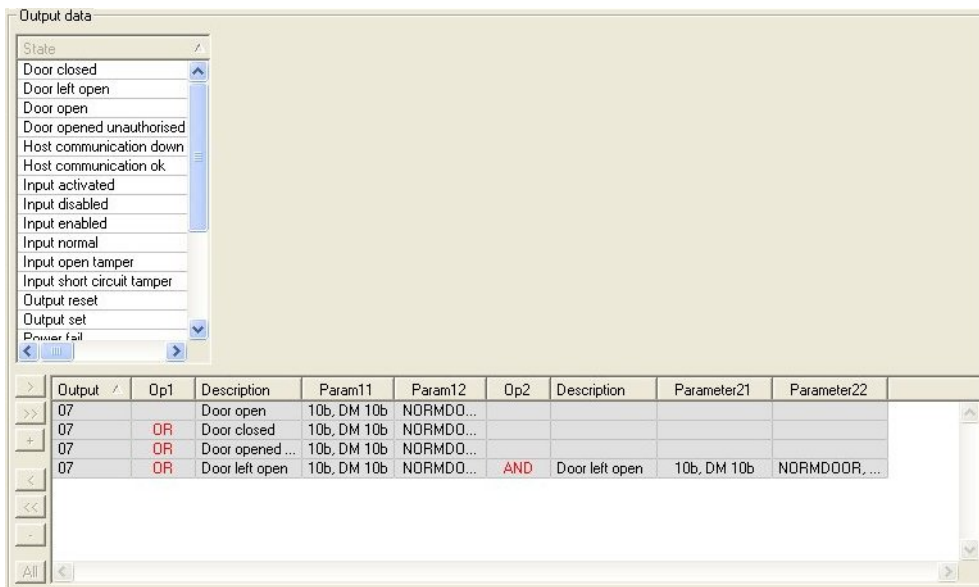 Output data
State
Door closed
Door left open
Door open
Door opened unauthorised
Host communication down
Host communication ok
Input activated
Input disabled
Input enabled
Input normal
Input open tamper
Input short circuit tamper
Output reset
Output set
Power fail
> Output Op1 Description Param11 Param12 Op2 Description Parameter21 Parameter22
>> 07 Door open 10b, DM 10b NORMDO...
+ 07 OR Door closed 10b, DM 10b NORMDO...
07 OR Door opened ... 10b, DM 10b NORMDO...
< 07 OR Door left open 10b, DM 10b NORMDO... AND Door left open 10b, DM 10b NORMDOOR, ...
<<
-
All